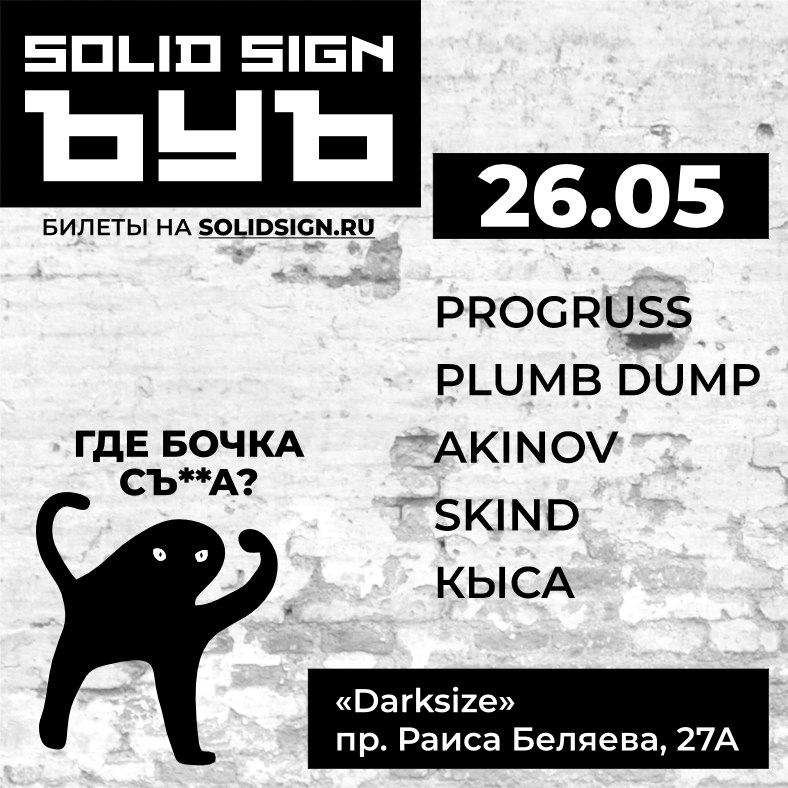 SOLID SIGN
ЬУЪ
БИЛЕТЫ НА SOLIDSIGN.RU
26.05
PROGRUSS
PLUMB DUMP
AKINOV
SKIND
КЫСА
ГДЕ БОЧКА
СЪ**А?
«Darksize»
пр. Раиса Беляева, 27А